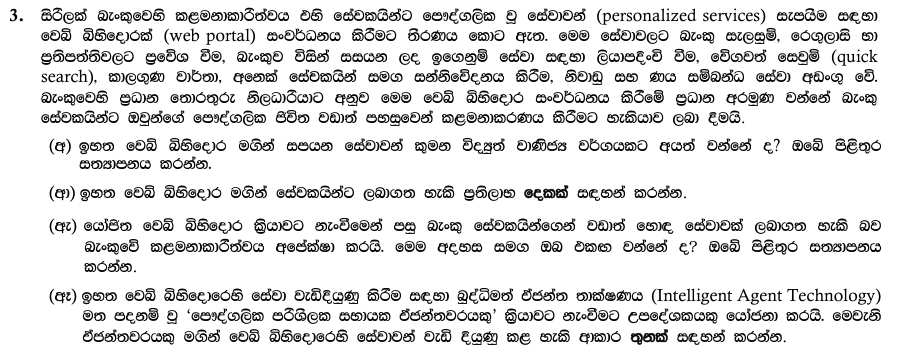 3. සිරිලක් බැංකුවෙහි කළමනාකාරීත්වය එහි සේවකයින්ට පෞද්ගලික වූ සේවාවන් (personalized services) සැපයීම සඳහා
වෙබ් බිහිදොරක් (web portal) සංවර්ධනය කිරීමට තීරණය කොට ඇත. මෙම සේවාවලට බැංකු සැලසුම්, රෙගුලාසි හා
ප්‍රතිපත්තිවලට ප්‍රවේශ වීම, බැංකුව විසින් සපයන ලද ඉගෙනුම් සේවා සඳහා ලියාපදිංචි වීම, වේගවත් සෙවුම් (quick
search), කාලගුණ වාර්තා, අනෙක් සේවකයින් සමග සන්නිවේදනය කිරීම, නිවාඩු සහ ණය සම්බන්ධ සේවා අඩංගු වේ.
බැංකුවෙහි ප්‍රධාන තොරතුරු නිලධාරීයාට අනුව මෙම වෙබ් බිහිදොර සංවර්ධනය කිරීමේ ප්‍රධාන අරමුණ වන්නේ බැංකු
සේවකයින්ට ඔවුන්ගේ පෞද්ගලික ජීවිත වඩාත් පහසුවෙන් කළමනාකරණය කිරීමට හැකියාව ලබා දීමයි.
(අ) ඉහත වෙබ් බිහිදොර මගින් සපයන සේවාවන් කුමන විද්‍යුත් වාණිජ්‍ය වර්ගයකට අයත් වන්නේ ද? ඔබේ පිළිතුර
සත්‍යාපනය කරන්න.
(ආ) ඉහත වෙබ් බිහිදොර මගින් සේවකයින්ට ලබාගත හැකි ප්‍රතිලාභ දෙකක් සඳහන් කරන්න.
(ඇ) යෝජිත වෙබ් බිහිදොර ක්‍රියාවට නැංවීමෙන් පසු බැංකු සේවකයින්ගෙන් වඩාත් හොඳ සේවාවක් ලබාගත හැකි බව
බැංකුවේ කළමනාකාරීත්වය අපේක්ෂා කරයි. මෙම අදහස සමග ඔබ එකඟ වන්නේ ද? ඔබේ පිළිතුර සත්‍යාපනය
කරන්න.
(ඈ) ඉහත වෙබ් බිහිදොරෙහි සේවා වැඩිදියුණු කිරීම සඳහා බුද්ධිමත් ඒජන්ත තාක්ෂණය (Intelligent Agent Technology)
මත පදනම් වූ ‘පෞද්ගලික පරිශීලක සහායක ඒජන්තවරයකු’ ක්‍රියාවට නැංවීමට උපදේශකයකු යෝජනා කරයි. මෙවැනි
ඒජන්තවරයකු මගින් වෙබ් බිහිදොරෙහි සේවාවන් වැඩි දියුණු කළ හැකි ආකාර තුනක් සඳහන් කරන්න.